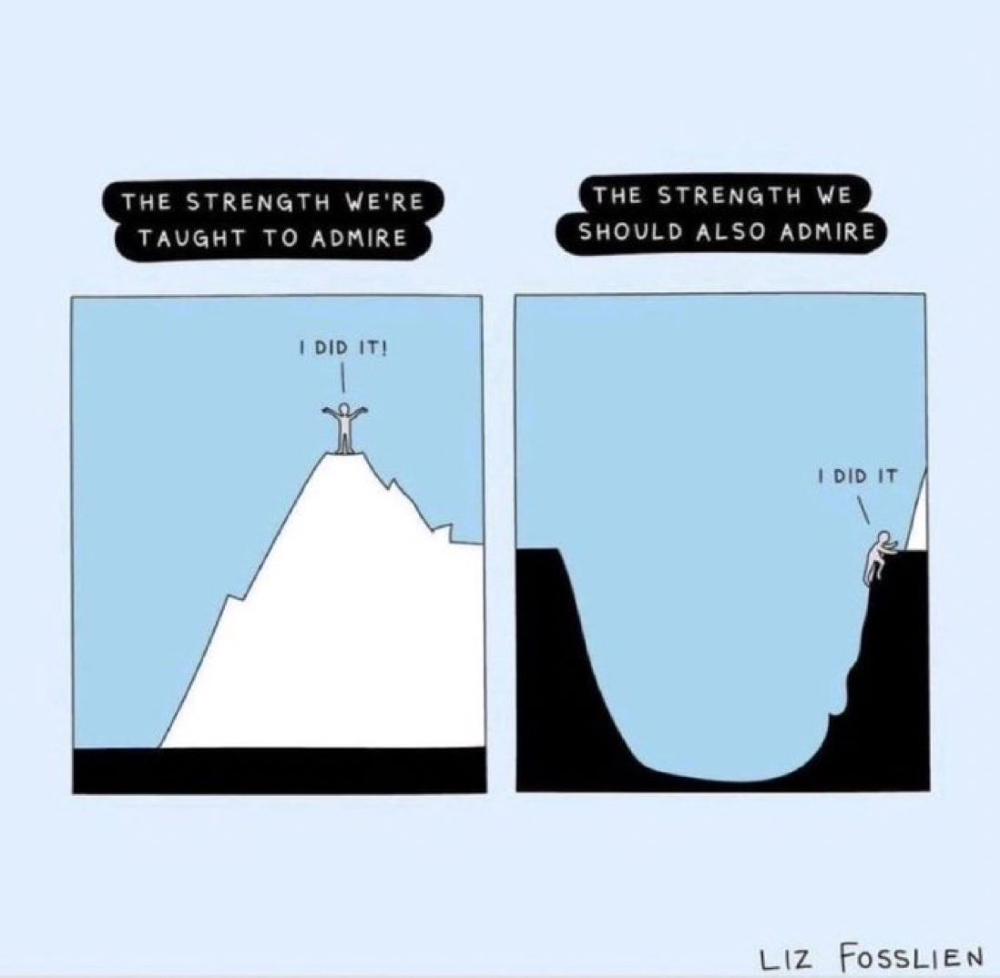 THE STRENGTH WE'RE
TAUGHT TO ADMIRE
I DID IT!
THE STRENGTH WE
SHOULD ALSO ADMIRE
I DID IT
LIZ FOSSLIEN